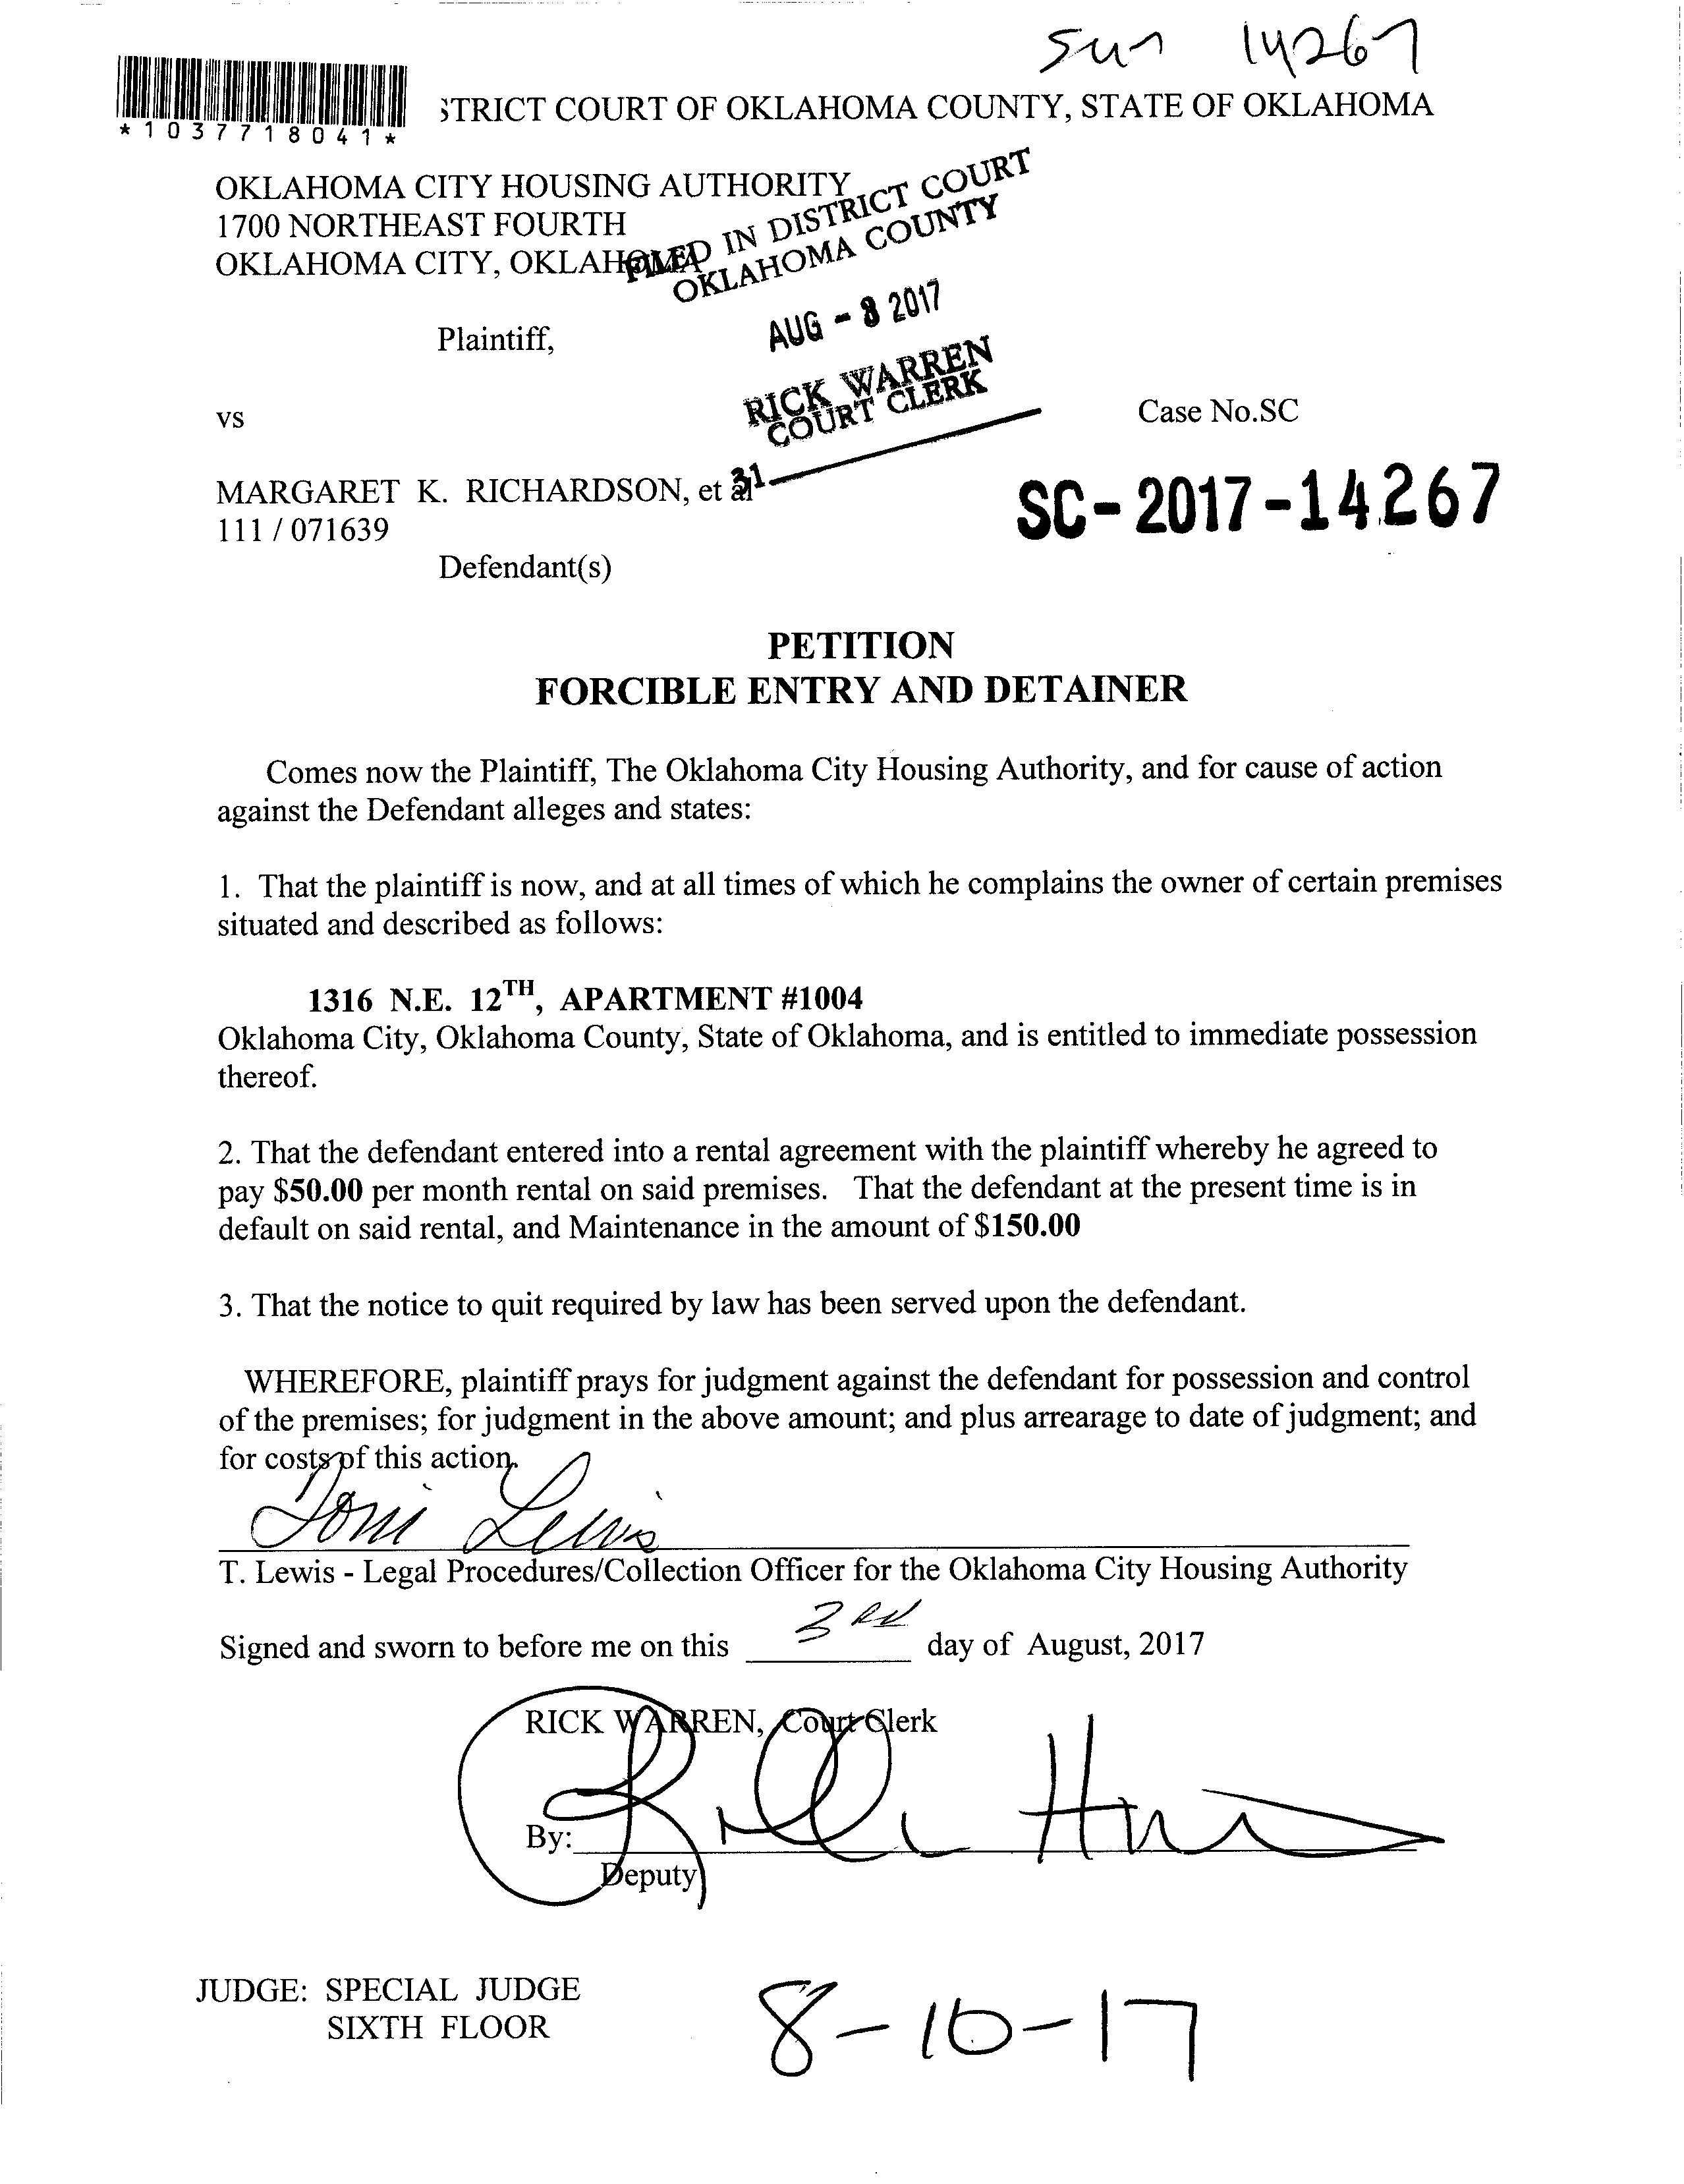 SMn 14267
*1037718041*
STRICT COURT OF OKLAHOMA COUNTY, STATE OF OKLAHOMA
OKLAHOMA CITY HOUSING AUTHORITY
1700 NORTHEAST FOURTH
OKLAHOMA CITY, OKLAHOMA
FILED IN DISTRICT COURT
OKLAHOMA COUNTY
AUG - 3 2017
RICK WARREN
COURT CLERK
31
Plaintiff,
vs
Case No.SC
MARGARET K. RICHARDSON, et al
111 / 071639
SC-2017-14267
Defendant(s)
PETITION
FORCIBLE ENTRY AND DETAINER
Comes now the Plaintiff, The Oklahoma City Housing Authority, and for cause of action
against the Defendant alleges and states:
1. That the plaintiff is now, and at all times of which he complains the owner of certain premises
situated and described as follows:
1316 N.E. 12TH, APARTMENT #1004
Oklahoma City, Oklahoma County, State of Oklahoma, and is entitled to immediate possession
thereof.
2. That the defendant entered into a rental agreement with the plaintiff whereby he agreed to
pay $50.00 per month rental on said premises. That the defendant at the present time is in
default on said rental, and Maintenance in the amount of $150.00
3. That the notice to quit required by law has been served upon the defendant.
WHEREFORE, plaintiff prays for judgment against the defendant for possession and control
of the premises; for judgment in the above amount; and plus arrearage to date of judgment; and
for costs of this action.
Toni Lewis
T. Lewis - Legal Procedures/Collection Officer for the Oklahoma City Housing Authority
Signed and sworn to before me on this 3RD day of August, 2017
RICK WARREN, Court Clerk
By:
Deputy
JUDGE: SPECIAL JUDGE
SIXTH FLOOR
8-10-17